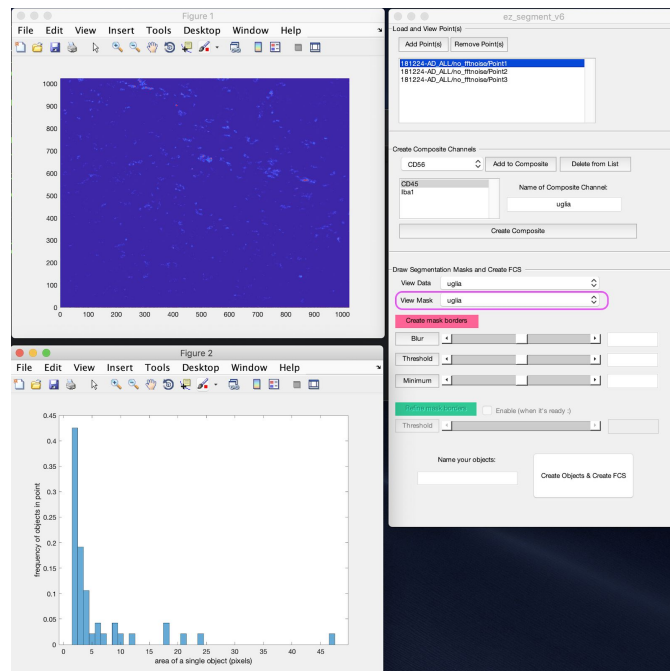 Figure 1
File Edit View Insert Tools Desktop Window Help
1000
900
800
700
600
500
400
300
200
100
0
0 100 200 300 400 500 600 700 800 900 1000
Figure 2
File Edit View Insert Tools Desktop Window Help
0.45
0.4
0.35
0.3
0.25
0.2
0.15
0.1
0.05
0
frequency of objects in point
0 5 10 15 20 25 30 35 40 45
area of a single object (pixels)
ez_segment_v6
Load and View Point(s)
Add Point(s) Remove Point(s)
181224-AD_ALL/no_fftnoise/Point1
181224-AD_ALL/no_fftnoise/Point2
181224-AD_ALL/no_fftnoise/Point3
Create Composite Channels
CD56 Add to Composite Delete from List
CD45
Iba1
Name of Composite Channel:
uglia
Create Composite
Draw Segmentation Masks and Create FCS
View Data uglia
View Mask uglia
Create mask borders
Blur
Threshold
Minimum
Refine mask borders Enable (when it's ready :)
Threshold
Name your objects:
Create Objects & Create FCS